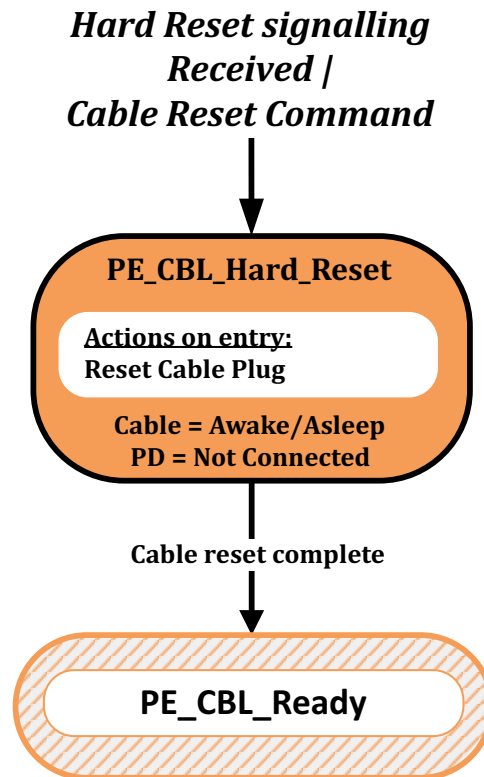 Hard Reset signalling
Received |
Cable Reset Command
PE_CBL_Hard_Reset
Actions on entry:
Reset Cable Plug
Cable = Awake/Asleep
PD = Not Connected
Cable reset complete
PE_CBL_Ready